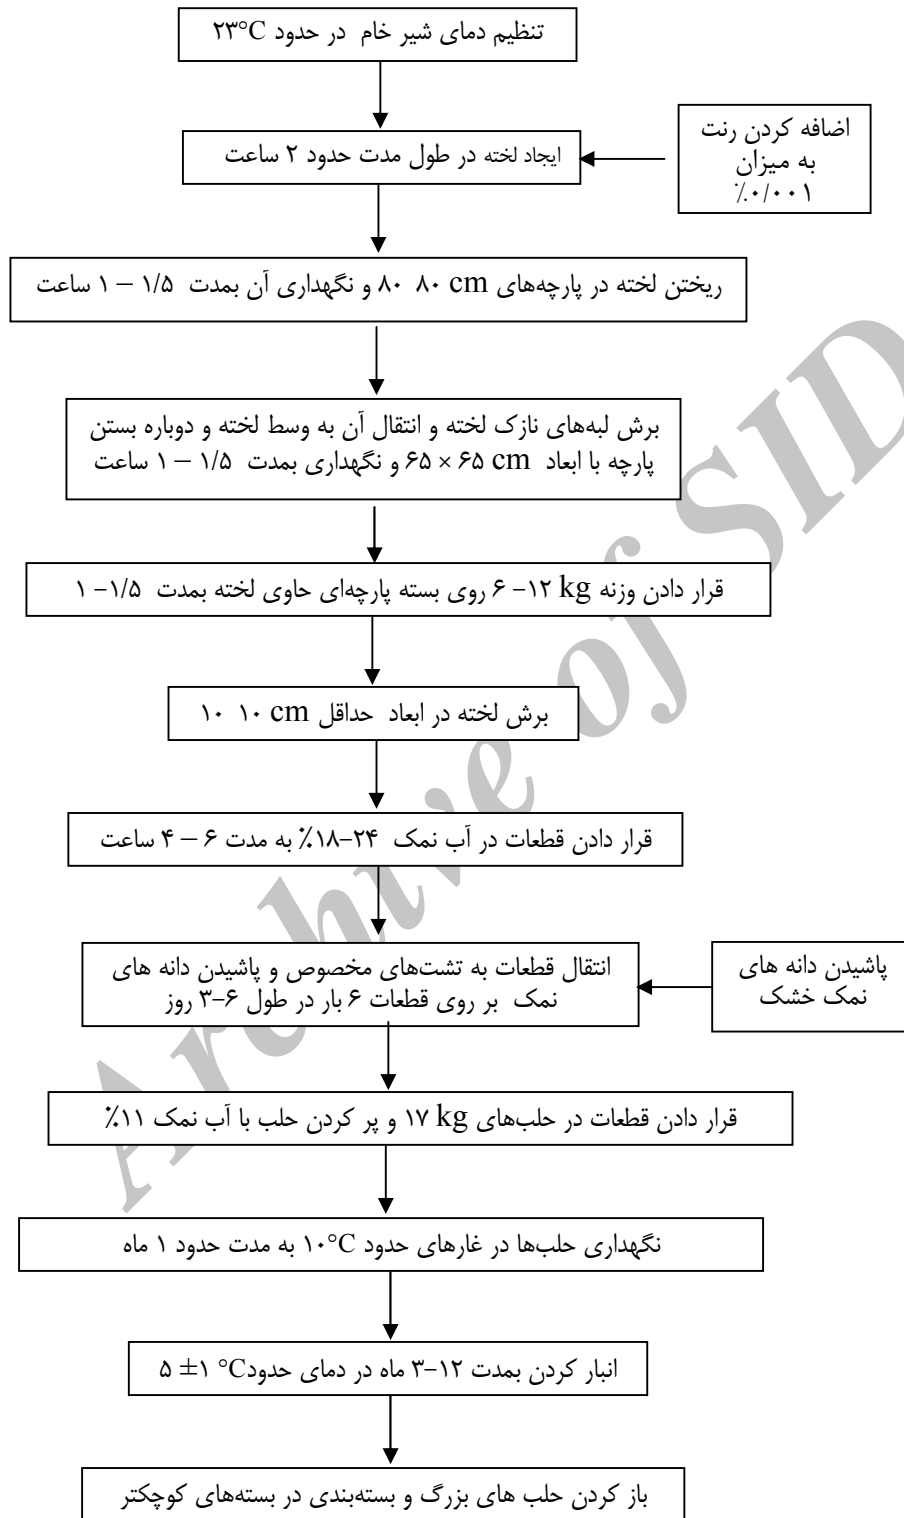 تنظیم دمای شیر خام در حدود ۲۳°C
اضافه کردن رنت
به میزان
٪۰/۰۰۱
ایجاد لخته در طول مدت حدود ۲ ساعت
ریختن لخته در پارچه‌های ۸۰ ۸۰ cm و نگهداری آن بمدت ۱/۵ – ۱ ساعت
برش لبه‌های نازک لخته و انتقال آن به وسط لخته و دوباره بستن
پارچه با ابعاد ۶۵ × ۶۵ cm و نگهداری بمدت ۱/۵ – ۱ ساعت
قرار دادن وزنه ۶ –۱۲ kg روی بسته پارچه‌ای حاوی لخته بمدت ۱/۵– ۱
برش لخته در ابعاد حداقل ۱۰ ۱۰ cm
قرار دادن قطعات در آب نمک ۲۴–۱۸٪ به مدت ۶ – ۴ ساعت
انتقال قطعات به تشت‌های مخصوص و پاشیدن دانه های
نمک بر روی قطعات ۶ بار در طول ۶–۳ روز
پاشیدن دانه های
نمک خشک
قرار دادن قطعات در حلب‌های ۱۷ kg و پر کردن حلب با آب نمک ۱۱٪
نگهداری حلب‌ها در غارهای حدود ۱۰°C به مدت حدود ۱ ماه
انبار کردن بمدت ۱۲–۳ ماه در دمای حدود ۵ ±۱ °C
باز کردن حلب های بزرگ و بسته‌بندی در بسته‌های کوچکتر
Archive of SID